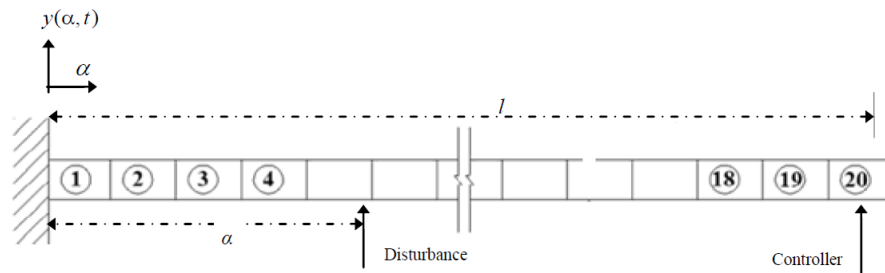 y(α, t)
α
l
1 2 3 4 18 19 20
α
Disturbance
Controller